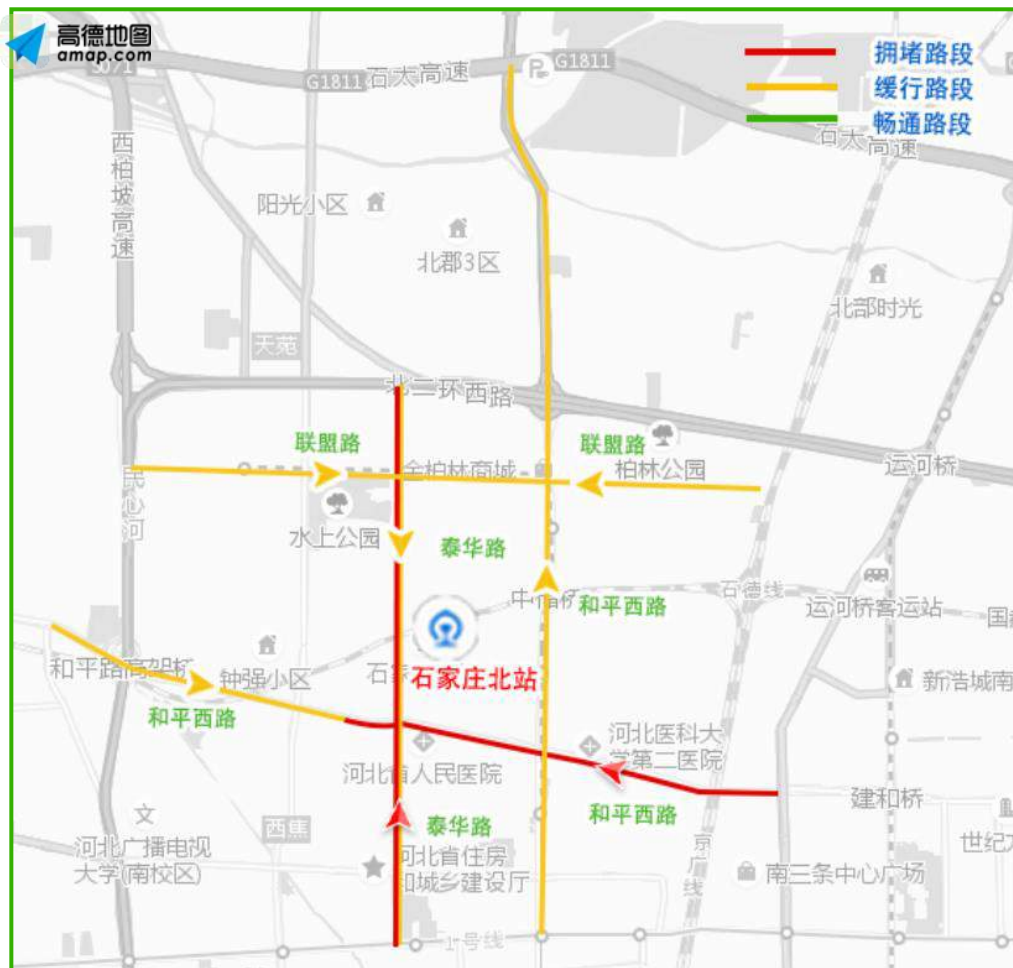 高德地图
amap.com
S071
G1811
石太高速
G1811
拥堵路段
缓行路段
畅通路段
石太高速
西柏坡高速
阳光小区
北郡3区
北部时光
天苑
北二环西路
联盟路
联盟路
金柏林商城
柏林公园
运河桥
民心河
水上公园
泰华路
石德线
和平西路
运河桥客运站
和平路高架桥
钟强小区
石家庄北站
新浩城南
和平西路
河北医科大
学第二医院
河北省人民医院
建和桥
和平西路
泰华路
西焦
河北广播电视
大学(南校区)
河北省住房
和城乡建设厅
京广线
南三条中心广场
世纪
1号线